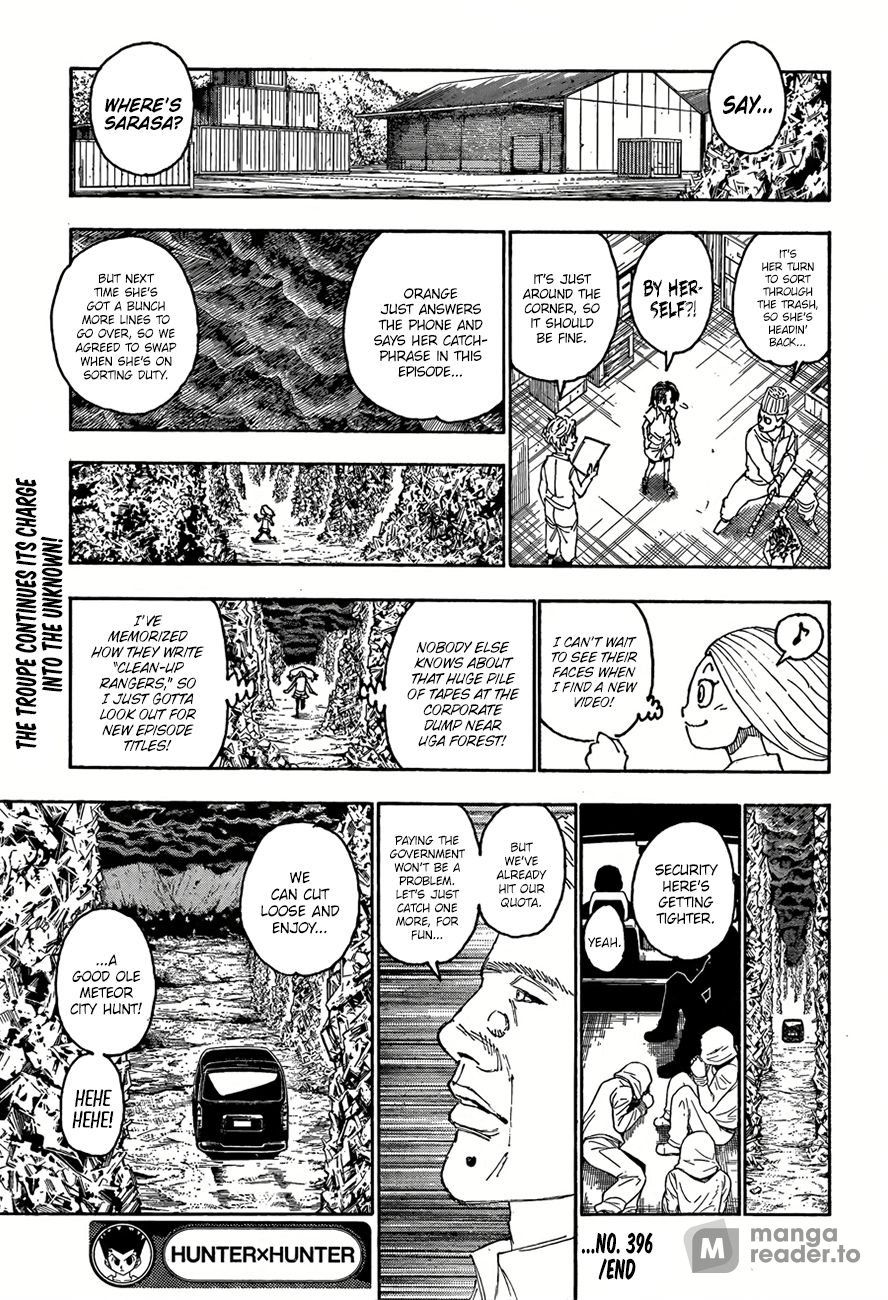 SAY...
WHERE'S
SARASA?
IT'S
HER TURN
TO SORT
THROUGH
THE TRASH,
SO SHE'S
HEADIN'
BACK...
BY HER-
SELF?!
IT'S JUST
AROUND THE
CORNER, SO
IT SHOULD
BE FINE.
ORANGE
JUST ANSWERS
THE PHONE AND
SAYS HER CATCH-
PHRASE IN THIS
EPISODE...
BUT NEXT
TIME SHE'S
GOT A BUNCH
MORE LINES TO
GO OVER, SO WE
AGREED TO SWAP
WHEN SHE'S ON
SORTING DUTY.
I CAN'T WAIT
TO SEE THEIR
FACES WHEN
I FIND A NEW
VIDEO!
NOBODY ELSE
KNOWS ABOUT
THAT HUGE PILE
OF TAPES AT THE
CORPORATE
DUMP NEAR
UGA FOREST!
I'VE
MEMORIZED
HOW THEY WRITE
"CLEAN-UP
RANGERS," SO
I JUST GOTTA
LOOK OUT FOR
NEW EPISODE
TITLES!
THE TROUPE CONTINUES ITS CHARGE
INTO THE UNKNOWN!
SECURITY
HERE'S
GETTING
TIGHTER.
YEAH.
BUT
WE'VE
ALREADY
HIT OUR
QUOTA.
PAYING THE
GOVERNMENT
WON'T BE A
PROBLEM.
LET'S JUST
CATCH ONE
MORE, FOR
FUN...
WE
CAN CUT
LOOSE AND
ENJOY...
...A
GOOD OLE
METEOR
CITY HUNT!
HEHE
HEHE!
HUNTER×HUNTER
...NO. 396
/END
M manga
reader.to